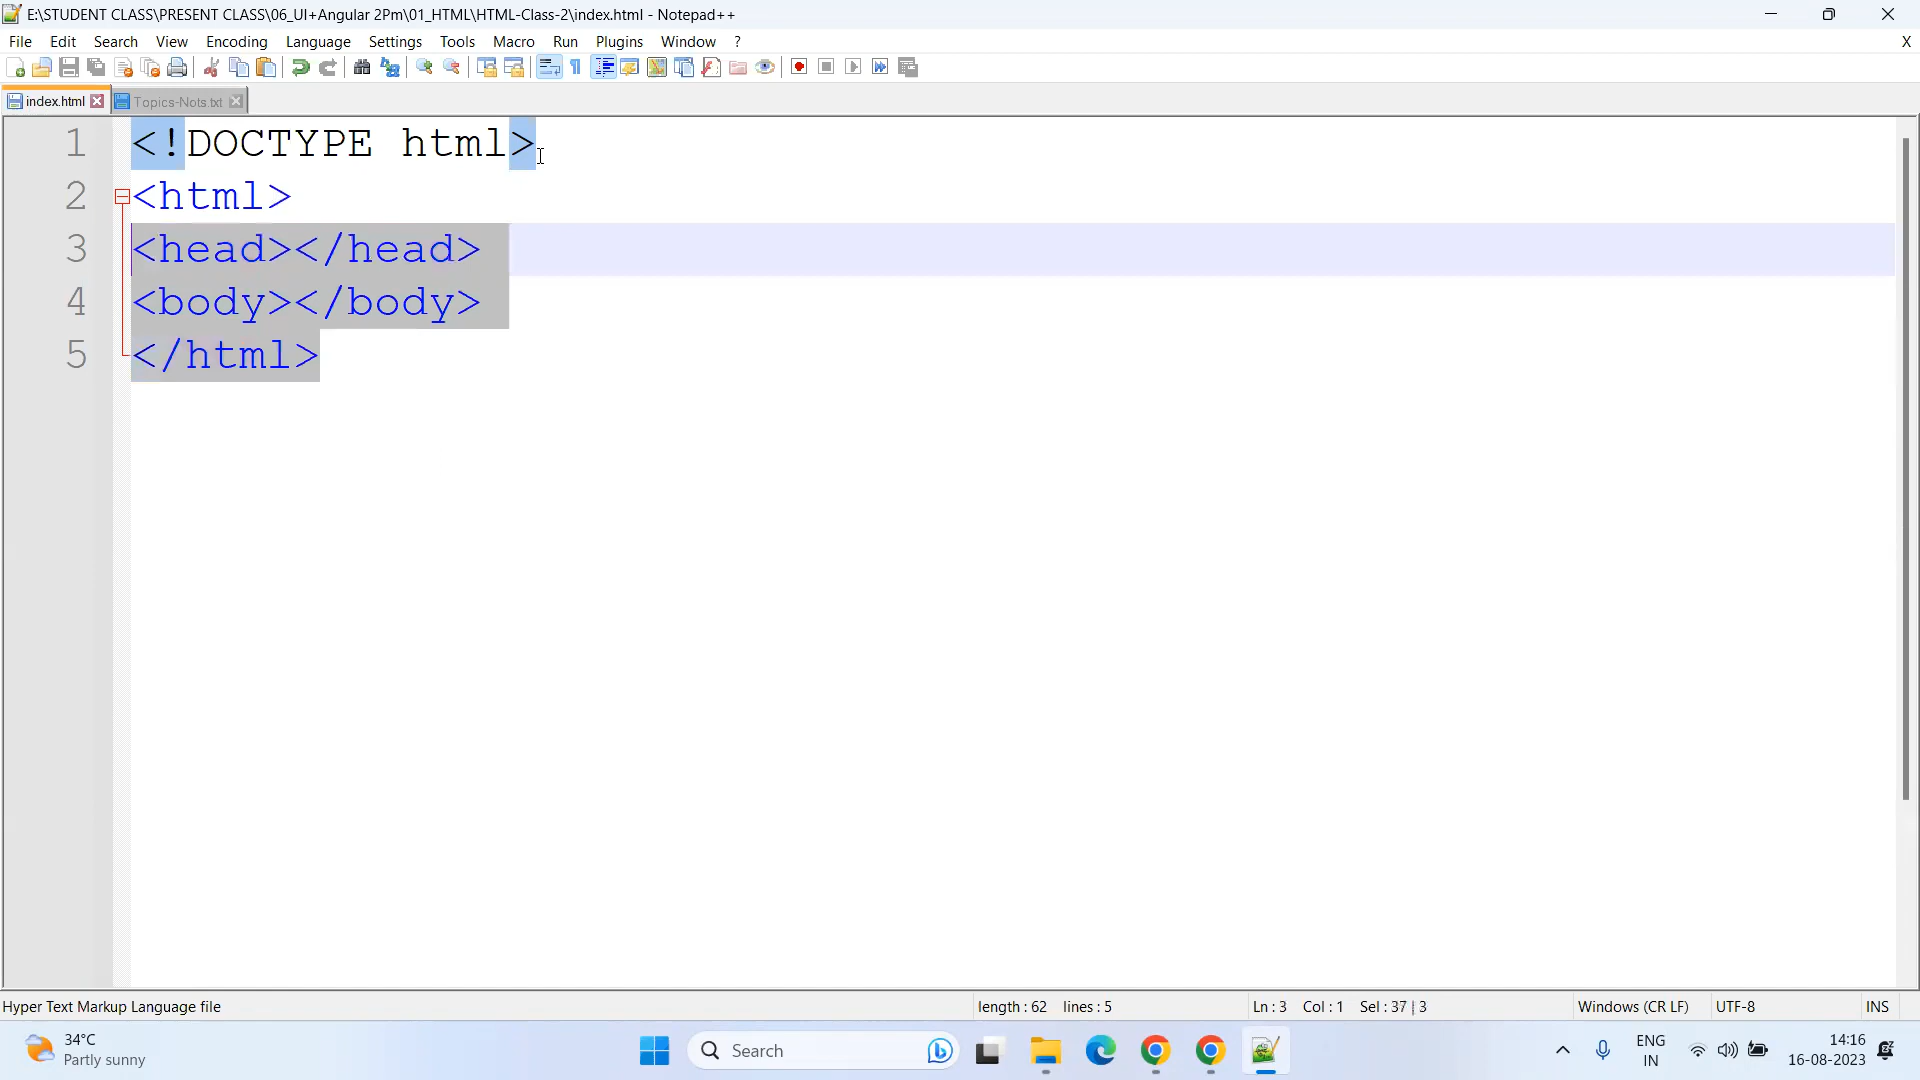 E:\STUDENT CLASS\PRESENT CLASS\06_UI+Angular 2Pm\01_HTML\HTML-Class-2\index.html - Notepad++
File Edit Search View Encoding Language Settings Tools Macro Run Plugins Window ? X
index.html Topics-Nots.txt
1 <!DOCTYPE html>
2 <html>
3 <head></head>
4 <body></body>
5 </html>
Hyper Text Markup Language file length : 62 lines : 5 Ln : 3 Col : 1 Sel : 37 | 3 Windows (CR LF) UTF-8 INS
34°C
Partly sunny
Search
ENG
IN
14:16
16-08-2023